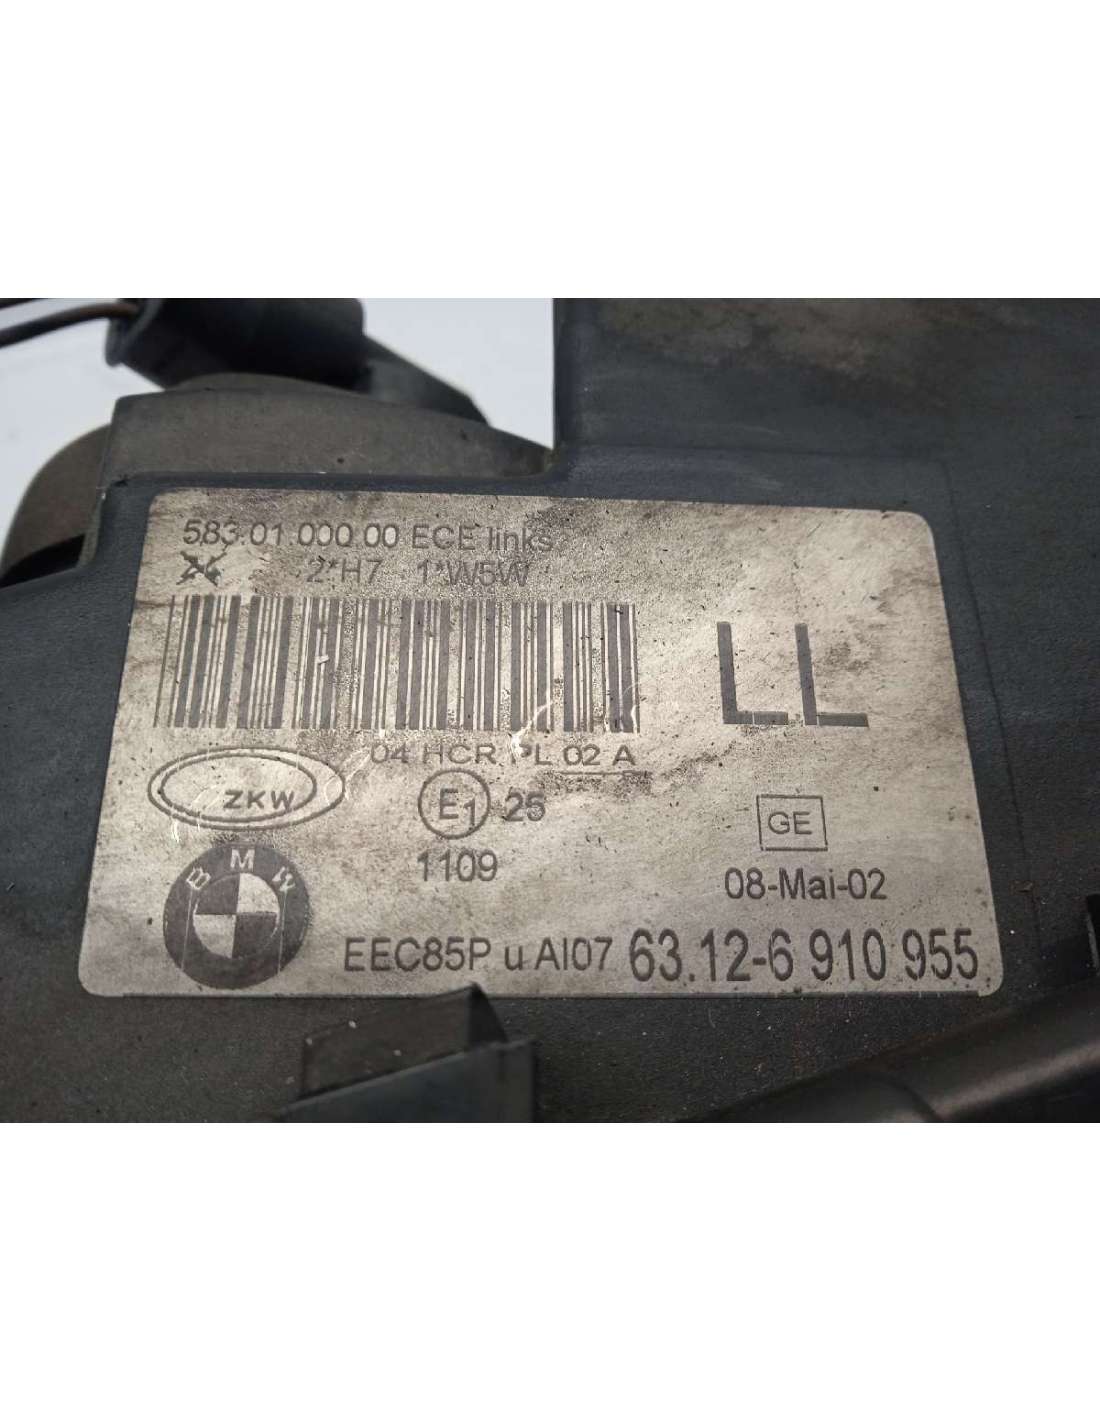 583.01.000.00 ECE links
2*H7 1*W5W
LL
04 HCR PL 02 A
ZKW
E1 25
GE
1109
08-Mai-02
BMW
EEC85P u AI07 63.12-6 910 955